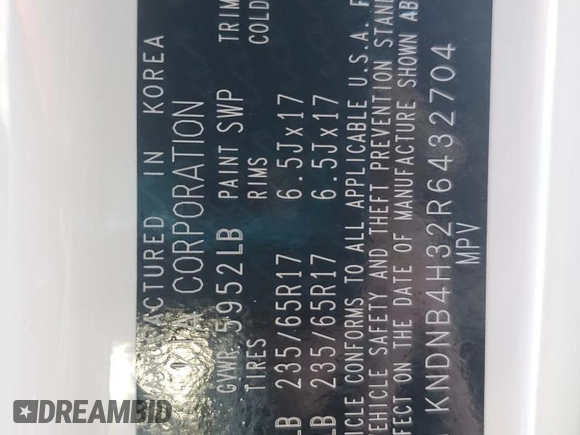 ACTURED IN KOREA
A CORPORATION
GVWR 5952LB PAINT SWP TRIM
TIRES RIMS COLD
LB 235/65R17 6.5Jx17
LB 235/65R17 6.5Jx17
ICLE CONFORMS TO ALL APPLICABLE U.S.A. F
EHICLE SAFETY AND THEFT PREVENTION STAN
FECT ON THE DATE OF MANUFACTURE SHOWN AB
KNDNB4H32R6432704
MPV
DREAMBID